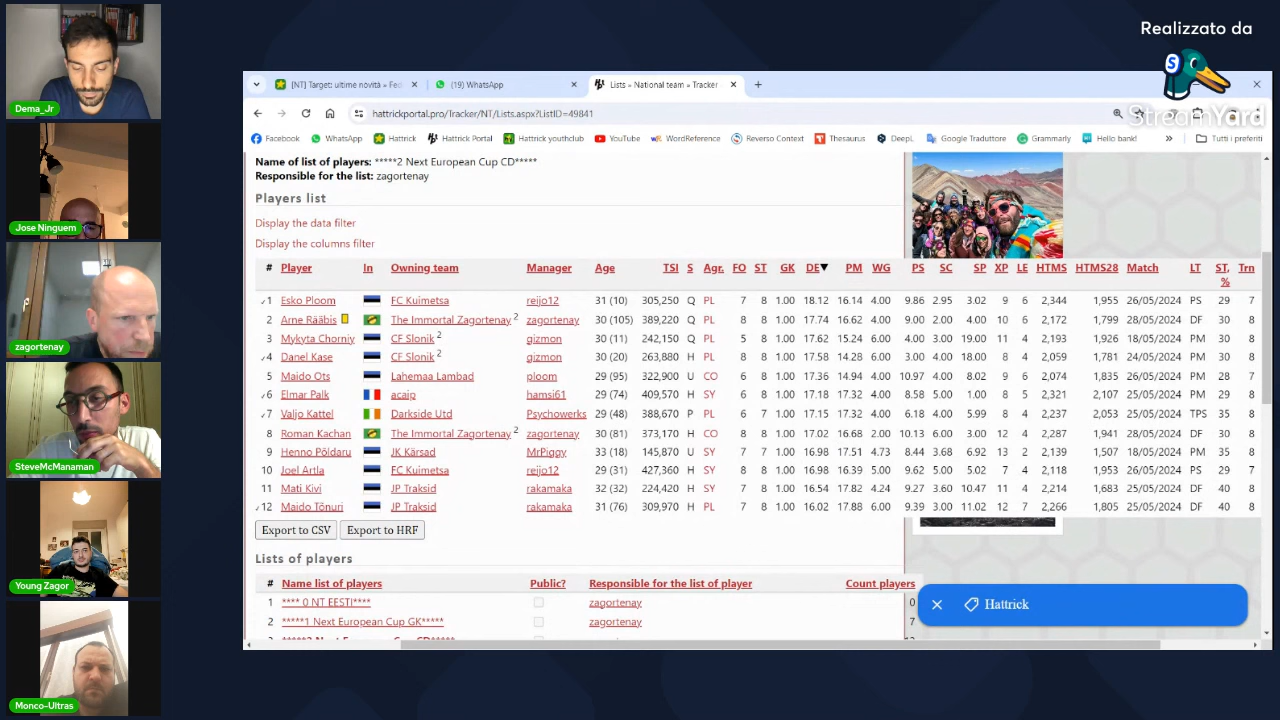 Realizzato da
S
StreamYard
Dema_Jr
Jose Ninguem
zagortenay
SteveMcManaman
Young Zagor
Monco-Ultras
[NT] Target: ultime novità » Fed
(19) WhatsApp
Lists » National team » Tracker
hattrickportal.pro/Tracker/NT/Lists.aspx?ListID=49841
Facebook WhatsApp Hattrick Hattrick Portal Hattrick youthclub YouTube WordReference Reverso Context Thesaurus DeepL Google Traduttore Grammarly Hello bank! » Tutti i preferiti
Name of list of players: *****2 Next European Cup CD*****
Responsible for the list: zagortenay
Players list
Display the data filter
Display the columns filter
# Player In Owning team Manager Age TSI S Agr. FO ST GK DE▼ PM WG PS SC SP XP LE HTMS HTMS28 Match LT ST, % Trn
✓1 Esko Ploom FC Kuimetsa reijo12 31 (10) 305,250 Q PL 7 8 1.00 18.12 16.14 4.00 9.86 2.95 3.02 9 6 2,344 1,955 26/05/2024 PS 29 7
2 Arne Rääbis The Immortal Zagortenay 2 zagortenay 30 (105) 389,220 Q PL 8 8 1.00 17.74 16.62 4.00 9.00 2.00 4.00 10 6 2,172 1,799 28/05/2024 DF 30 8
3 Mykyta Chorniy CF Slonik 2 gizmon 30 (11) 242,150 Q PL 7 8 1.00 17.62 15.24 6.00 4.00 3.00 19.00 11 4 2,193 1,926 18/05/2024 PM 30 8
✓4 Danel Kase CF Slonik 2 gizmon 30 (20) 263,880 H PL 7 8 1.00 17.58 14.28 6.00 3.00 4.00 18.00 8 4 2,059 1,781 24/05/2024 PM 30 8
5 Maido Ots Lahemaa Lambad ploom 29 (95) 322,900 U CO 6 8 1.00 17.36 14.94 4.00 10.97 4.00 8.02 9 6 2,074 1,835 26/05/2024 PM 28 7
✓6 Elmar Palk acaip hamsi61 29 (74) 409,570 H SY 6 8 1.00 17.18 17.32 4.00 8.58 5.00 1.00 8 5 2,321 2,107 25/05/2024 PM 29 8
✓7 Valjo Kattel Darkside Utd Psychowerks 29 (48) 388,670 P PL 5 7 1.00 17.15 17.32 4.00 6.18 4.00 5.99 8 4 2,237 2,053 25/05/2024 TPS 35 8
8 Roman Kachan The Immortal Zagortenay 2 zagortenay 30 (81) 373,170 H CO 8 8 1.00 17.02 16.68 2.00 10.13 6.00 3.00 12 4 2,287 1,941 28/05/2024 DF 30 8
9 Henno Põldaru JK Kärsad MrPiggy 33 (18) 145,870 U SY 7 7 1.00 16.98 17.51 4.73 8.44 3.68 6.92 13 2 2,139 1,507 18/05/2024 PM 35 8
10 Joel Artla FC Kuimetsa reijo12 29 (31) 427,360 H SY 7 8 1.00 16.98 16.39 5.00 9.62 5.00 5.02 7 4 2,118 1,953 26/05/2024 PS 29 7
11 Mati Kivi JP Traksid rakamaka 32 (32) 224,420 H SY 7 8 1.00 16.54 17.82 4.24 9.27 3.60 10.47 11 4 2,214 1,683 25/05/2024 DF 40 8
✓12 Maido Tõnuri JP Traksid rakamaka 31 (76) 309,970 H PL 7 8 1.00 16.02 17.88 6.00 9.39 3.00 11.02 12 7 2,266 1,805 25/05/2024 DF 40 8
Export to CSV Export to HRF
Lists of players
# Name list of players Public? Responsible for the list of player Count players
1 **** 0 NT EESTI**** zagortenay 0
2 *****1 Next European Cup GK***** zagortenay 7
Hattrick